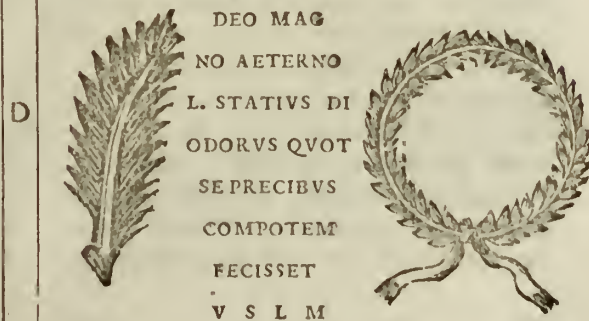 D
DEO MAG
NO AETERNO
L. STATIVS DI
ODORVS QVOT
SE PRECIBVS
COMPOTEM
FECISSET
V S L M